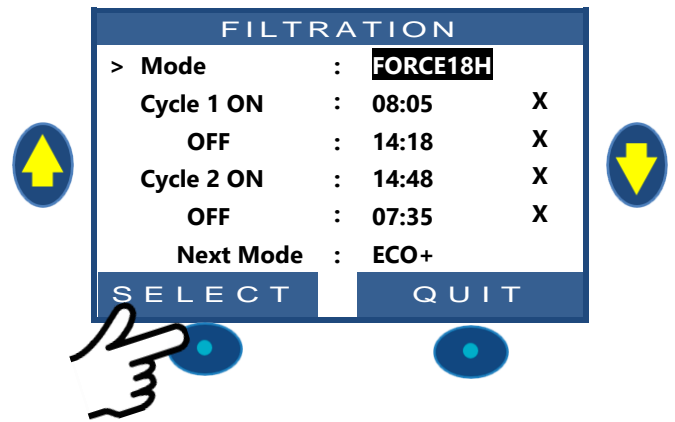 FILTRATION
> Mode : FORCE18H
Cycle 1 ON : 08:05 X
OFF : 14:18 X
Cycle 2 ON : 14:48 X
OFF : 07:35 X
Next Mode : ECO+
SELECT QUIT